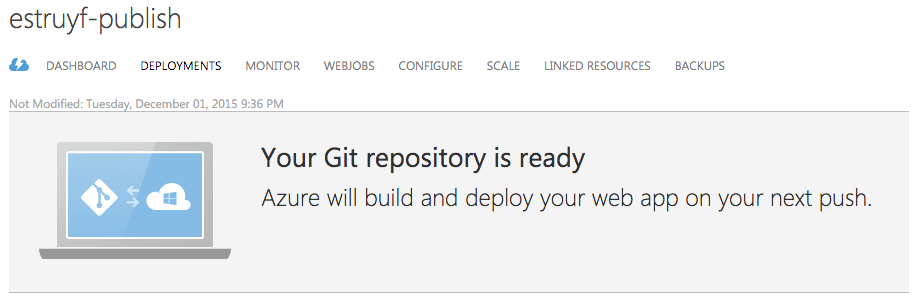 estruyf-publish
DASHBOARD DEPLOYMENTS MONITOR WEBJOBS CONFIGURE SCALE LINKED RESOURCES BACKUPS
Not Modified: Tuesday, December 01, 2015 9:36 PM
Your Git repository is ready
Azure will build and deploy your web app on your next push.